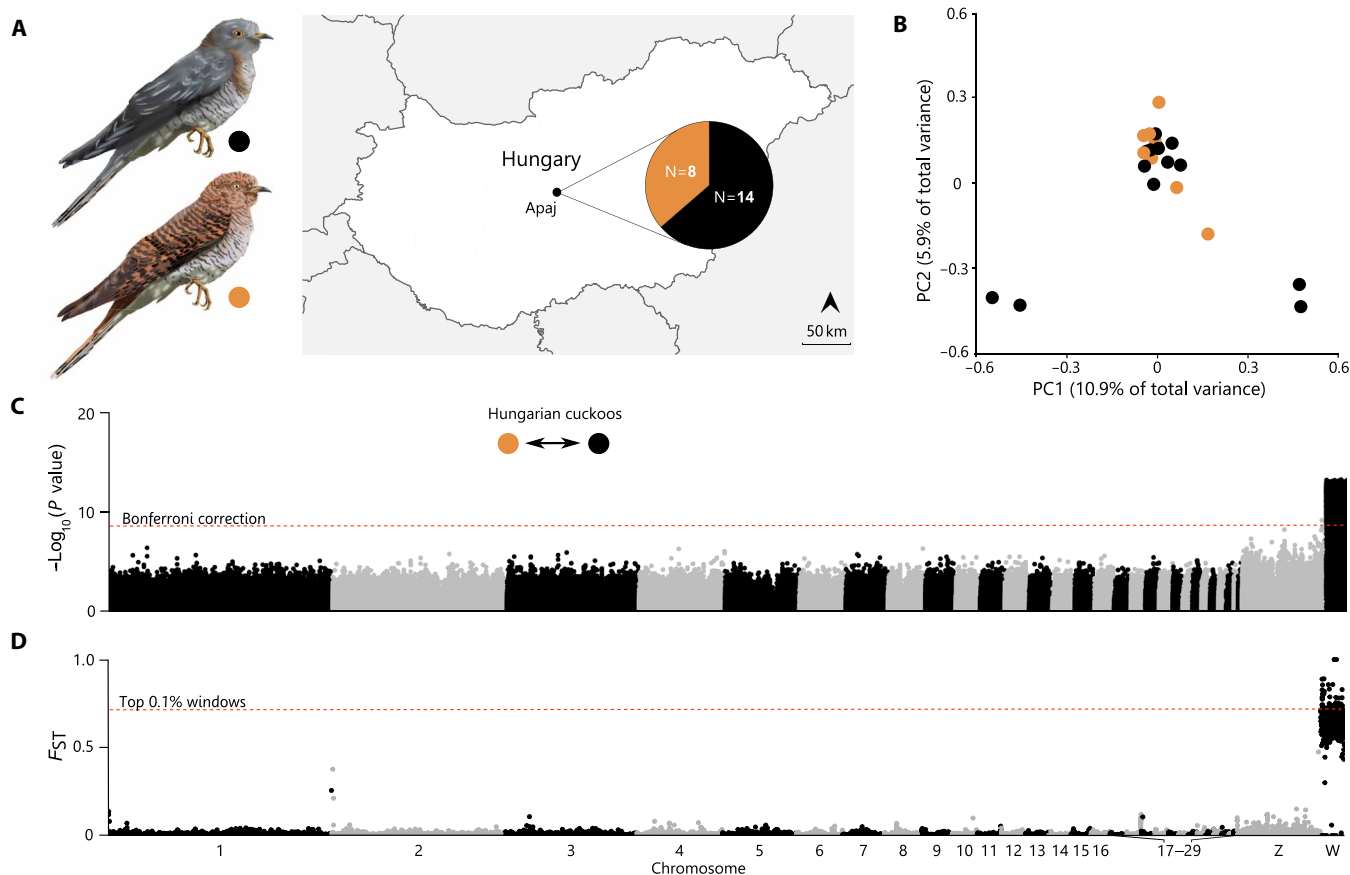 A
Hungary
Apaj
N=8
N=14
50 km
B
PC2 (5.9% of total variance)
0.6
0.3
0
−0.3
−0.6
−0.6
−0.3
0
0.3
0.6
PC1 (10.9% of total variance)
C
−Log10(P value)
20
10
0
Hungarian cuckoos
Bonferroni correction
D
FST
1.0
0.5
0
Top 0.1% windows
1
2
3
4
5
6
7
8
9
10
11
12
13
14
15
16
17–29
Z
W
Chromosome